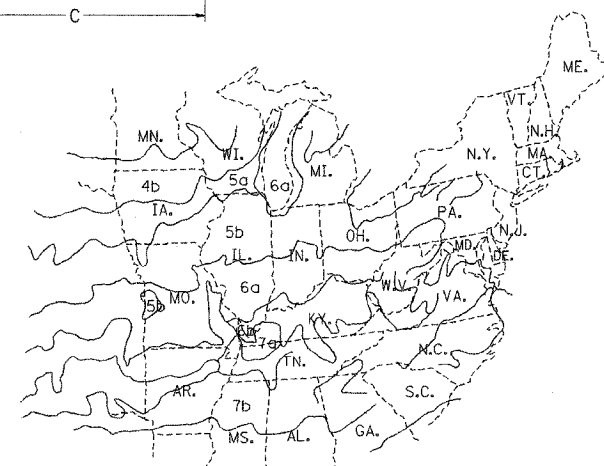 C
ME.
VT.
N.H.
MN.
WI.
MI.
N.Y.
MA.
CT.
4b
5a
6a
IA.
PA.
5b
OH.
N.J.
IL.
IN.
MD.
DE.
6a
W.V.
MO.
5b
VA.
KY.
6b
7a
N.C.
TN.
AR.
S.C.
7b
MS.
AL.
GA.